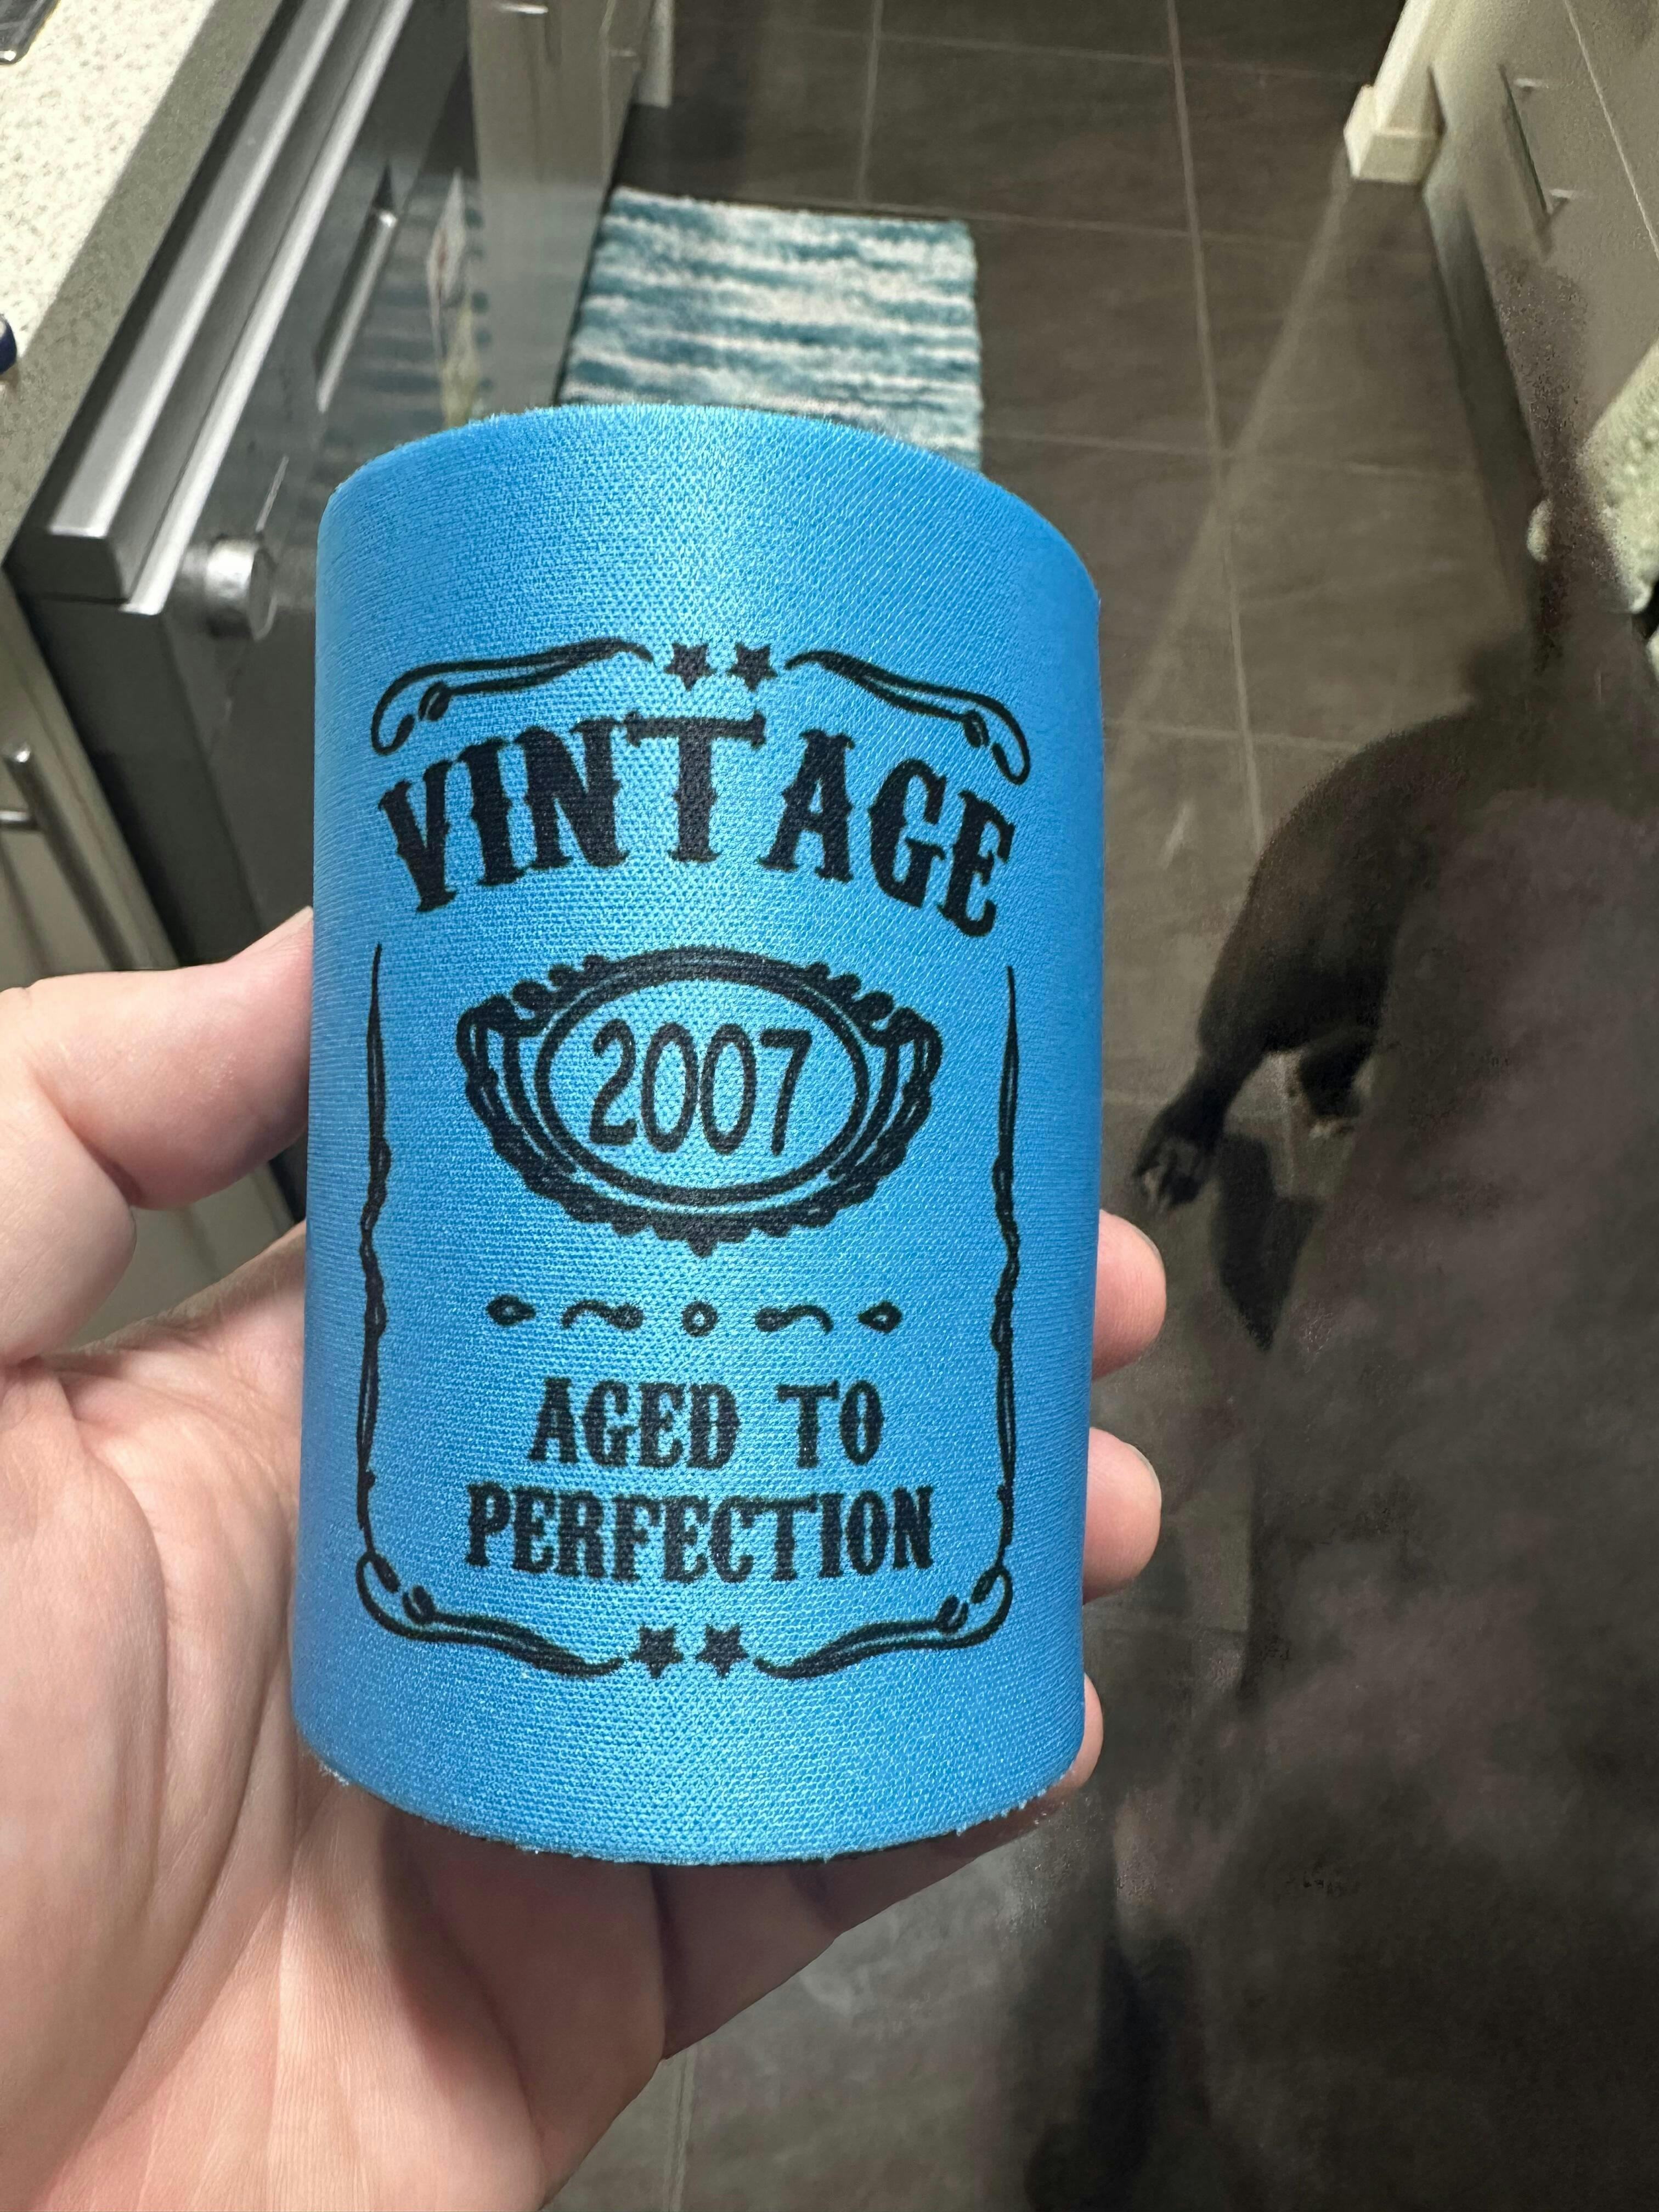 VINTAGE
2007
AGED TO
PERFECTION